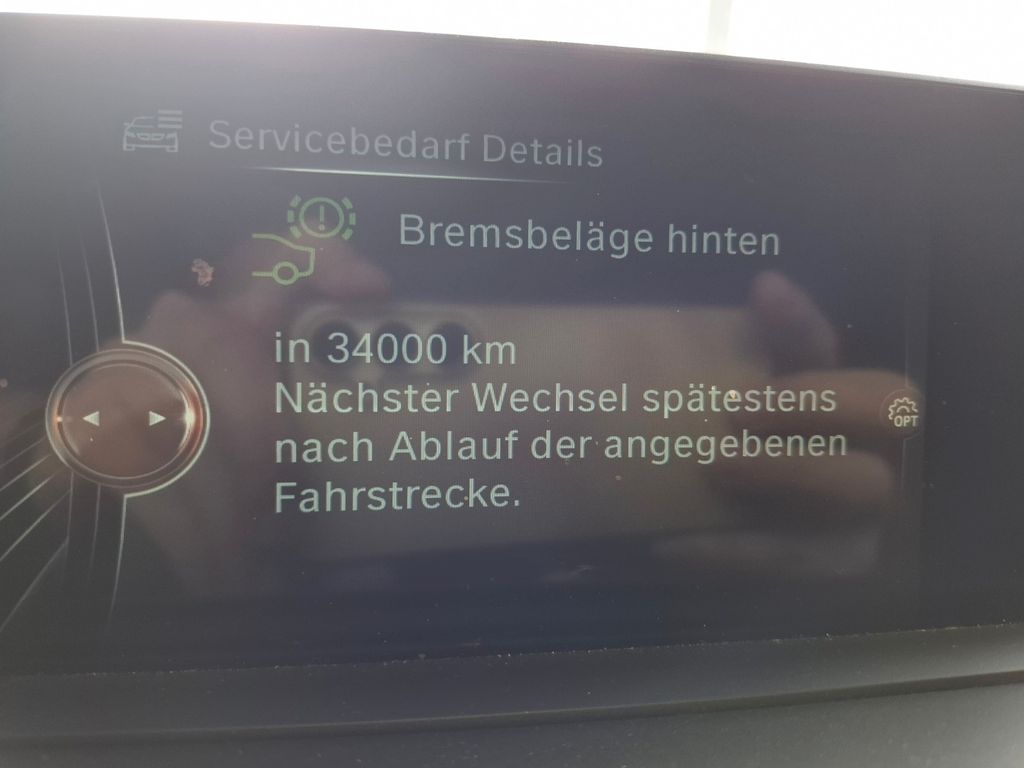 Servicebedarf Details
Bremsbeläge hinten
in 34000 km
Nächster Wechsel spätestens
nach Ablauf der angegebenen
Fahrstrecke.
OPT